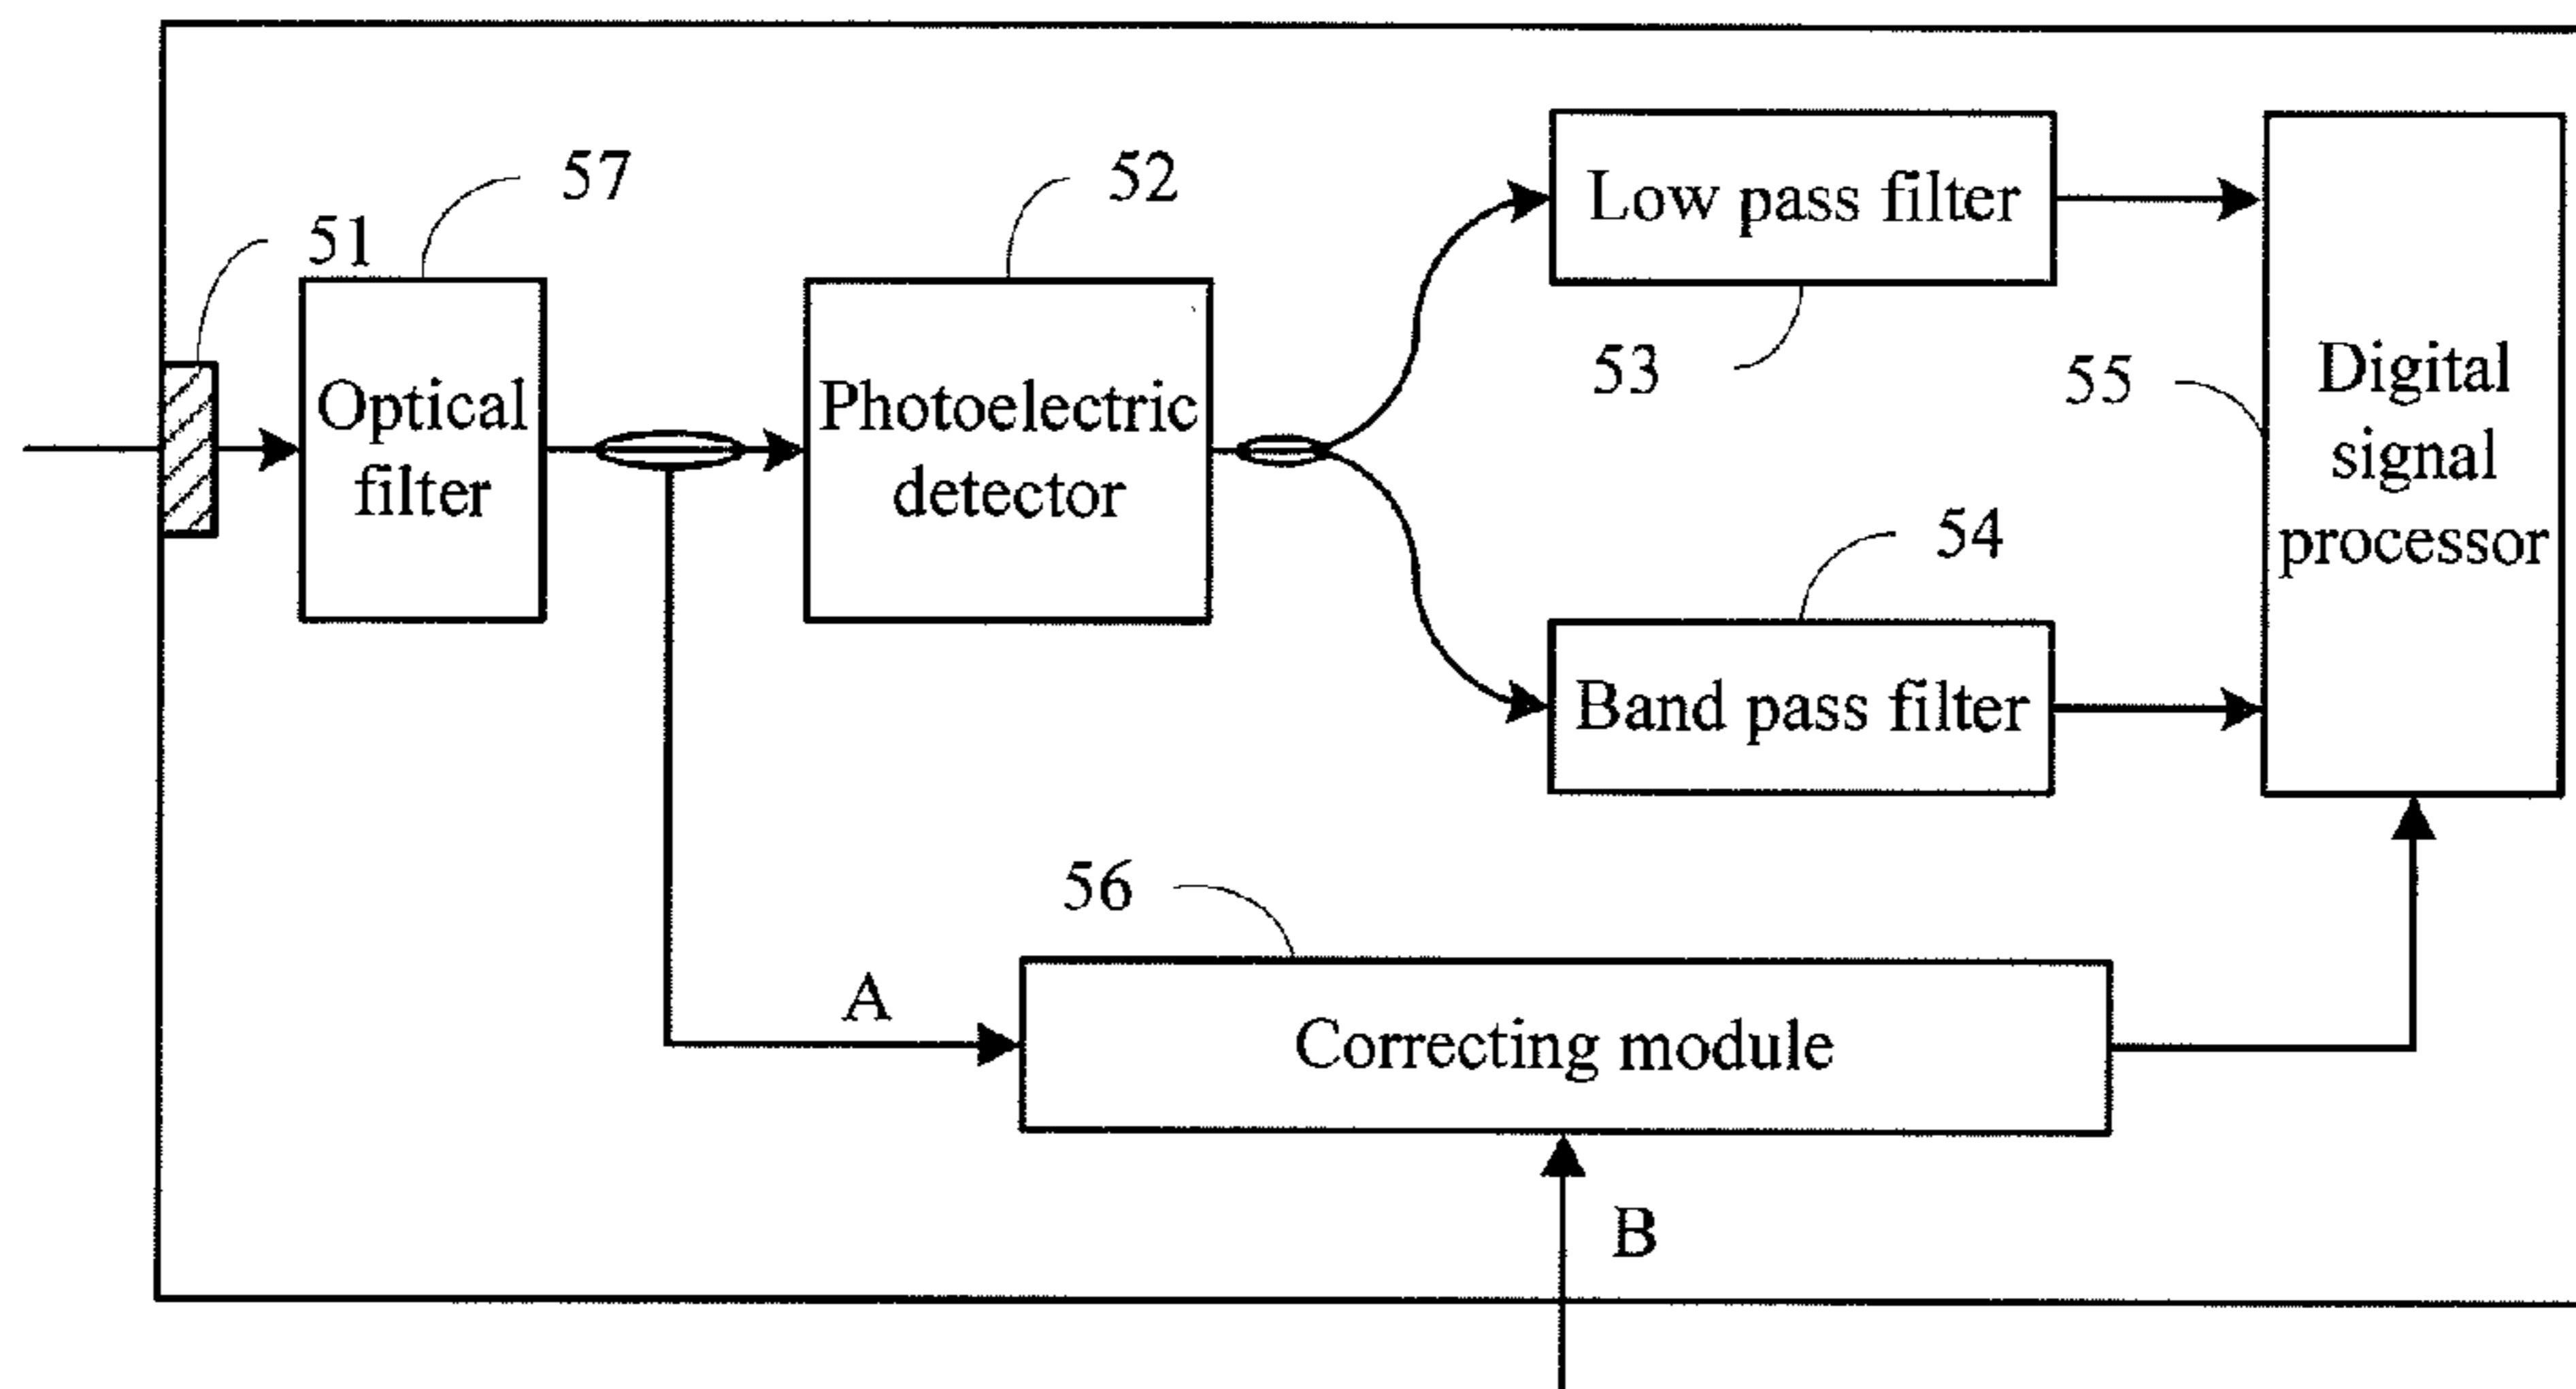 57
52
51
Low pass filter
53
Optical
filter
Photoelectric
detector
55
Digital
signal
processor
54
Band pass filter
56
A
Correcting module
B